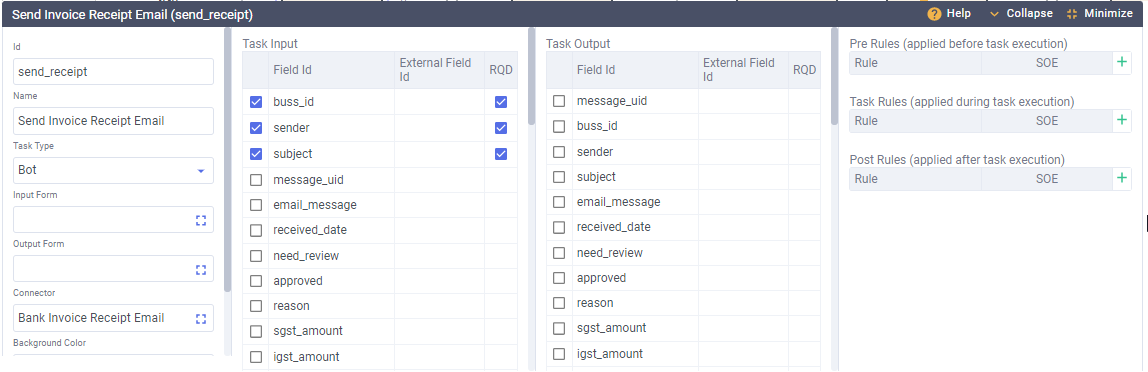 Send Invoice Receipt Email (send_receipt)
Help
Collapse
Minimize
Id
send_receipt
Name
Send Invoice Receipt Email
Task Type
Bot
Input Form
Output Form
Connector
Bank Invoice Receipt Email
Background Color
Task Input
Field Id
External Field
Id
RQD
buss_id
sender
subject
message_uid
email_message
received_date
need_review
approved
reason
sgst_amount
igst_amount
Task Output
Field Id
External Field
Id
RQD
message_uid
buss_id
sender
subject
email_message
received_date
need_review
approved
reason
sgst_amount
igst_amount
Pre Rules (applied before task execution)
Rule SOE
Task Rules (applied during task execution)
Rule SOE
Post Rules (applied after task execution)
Rule SOE